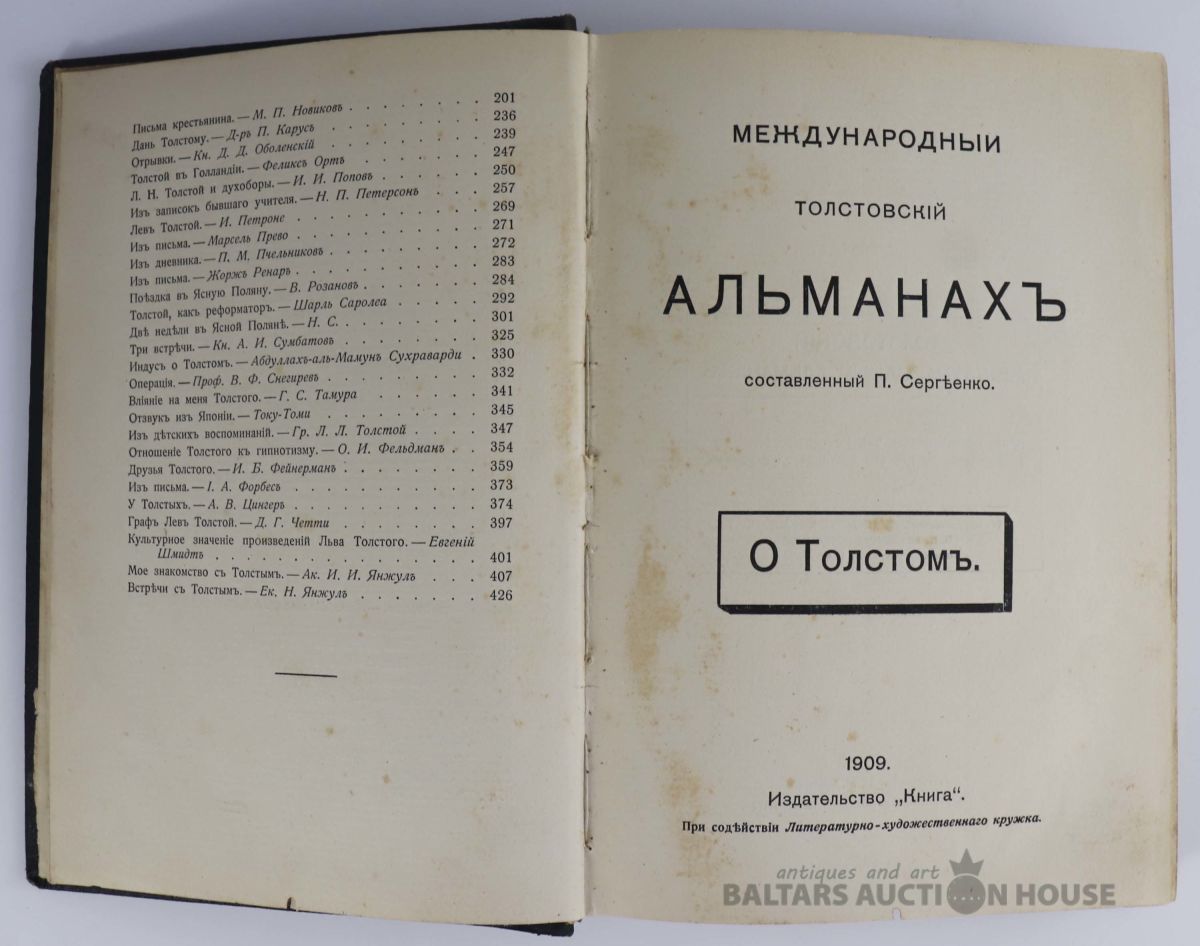 Письма крестьянина. — М. П. Новиковъ . . . . . . . . 201
Дань Толстому. — Д-ръ П. Карусъ . . . . . . . . 236
Отрывки. — Кн. Д. Д. Оболенскій . . . . . . . . 239
Толстой въ Голландіи. — Феликсъ Ортъ . . . . . . 247
Л. Н. Толстой и духоборы. — И. И. Поповъ . . . . . 250
Изъ записокъ бывшаго учителя. — Н. П. Петерсонъ . . . 257
Левъ Толстой. — И. Петроне . . . . . . . . . 269
Изъ письма. — Марсель Прево . . . . . . . . . 271
Изъ дневника. — П. М. Пчельниковъ . . . . . . . 272
Изъ письма. — Жоржъ Ренаръ . . . . . . . . . 283
Поѣздка въ Ясную Поляну. — В. Розановъ . . . . . . 284
Толстой, какъ реформаторъ. — Шарль Саролеа . . . . . 292
Двѣ недѣли въ Ясной Полянѣ. — Н. С. . . . . . . . 301
Три встрѣчи. — Кн. А. И. Сумбатовъ . . . . . . . 325
Индусъ о Толстомъ. — Абдуллахъ-аль-Мамунъ Сухраварди . 330
Операція. — Проф. В. Ф. Снегиревъ . . . . . . . . 332
Вліяніе на меня Толстого. — Г. С. Тамура . . . . . . 341
Отзвукъ изъ Японіи. — Току-Томи . . . . . . . . 345
Изъ дѣтскихъ воспоминаній. — Гр. Л. Л. Толстой . . . . 347
Отношеніе Толстого къ гипнотизму. — О. И. Фельдманъ . . 354
Друзья Толстого. — И. Б. Фейнерманъ . . . . . . . 359
Изъ письма. — І. А. Форбесъ . . . . . . . . . 373
У Толстыхъ. — А. В. Цингеръ . . . . . . . . . 374
Графъ Левъ Толстой. — Д. Г. Четти . . . . . . . 397
Культурное значеніе произведеній Льва Толстого. — Евгеній
Шмидтъ . . . . . . . . . . . . . 401
Мое знакомство съ Толстымъ. — Ак. И. И. Янжулъ . . . 407
Встрѣчи съ Толстымъ. — Ек. Н. Янжулъ . . . . . . 426
МЕЖДУНАРОДНЫИ
ТОЛСТОВСКІЙ
АЛЬМАНАХЪ
составленный П. Сергѣенко.
О Толстомъ.
1909.
Издательство „Книга“.
При содѣйствіи Литературно-художественнаго кружка.
antiques and art
BALTARS AUCTION HOUSE